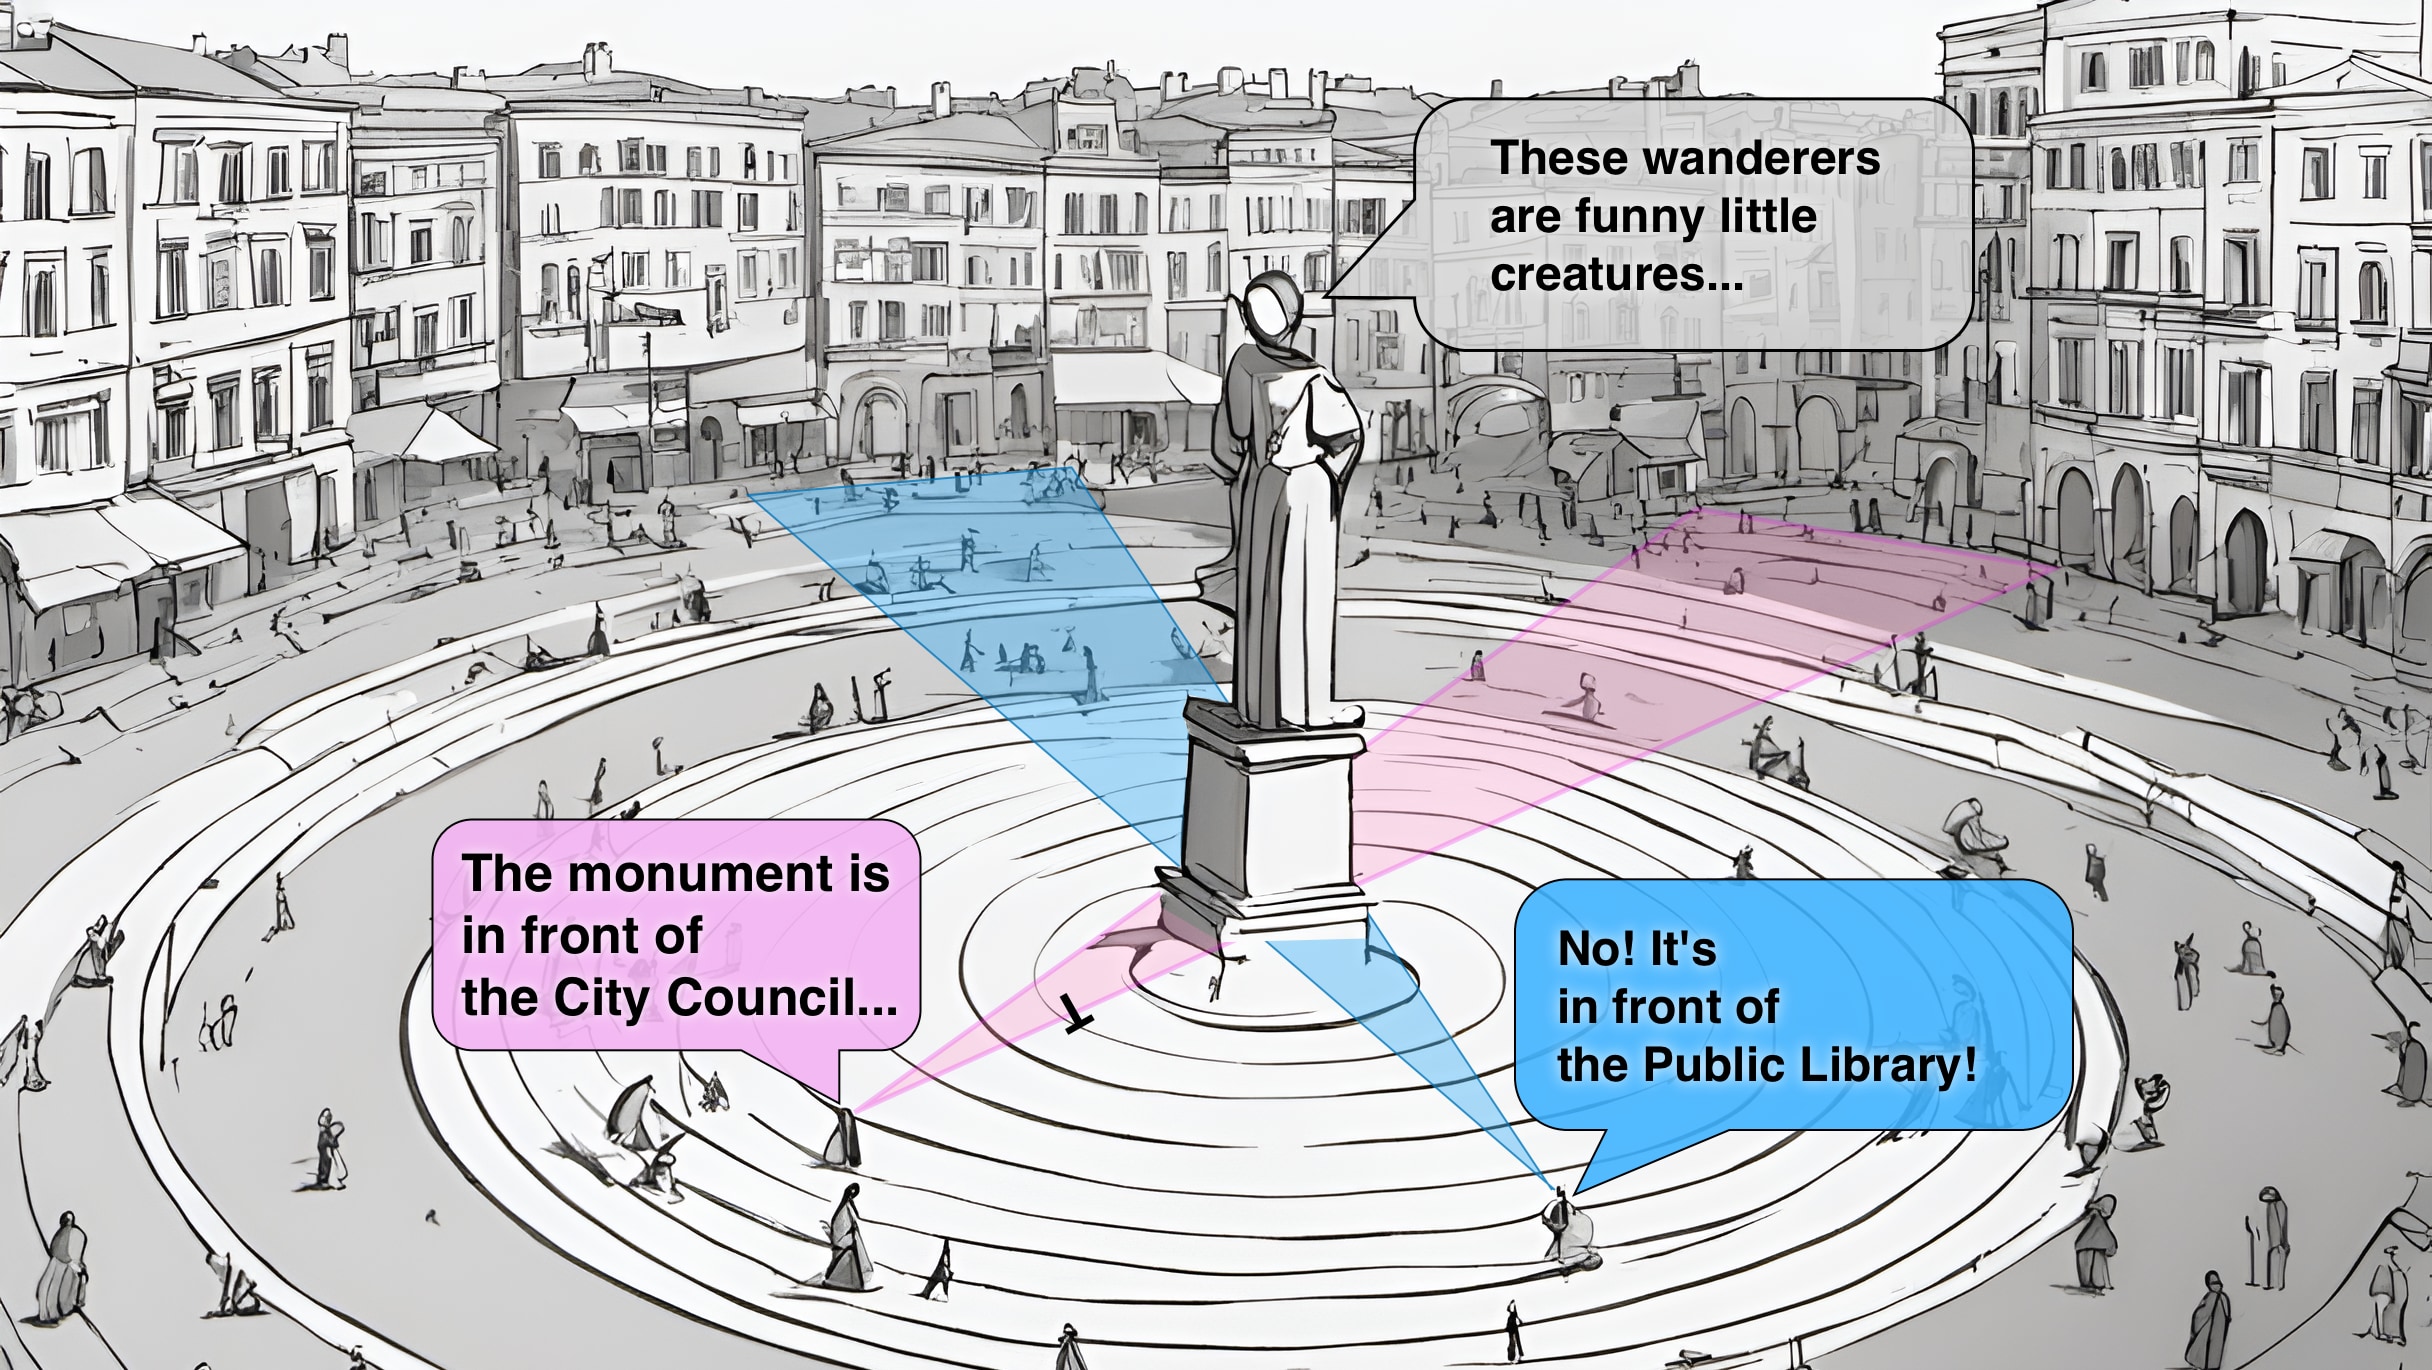 These wanderers
are funny little
creatures...
The monument is
in front of
the City Council...
No! It's
in front of
the Public Library!